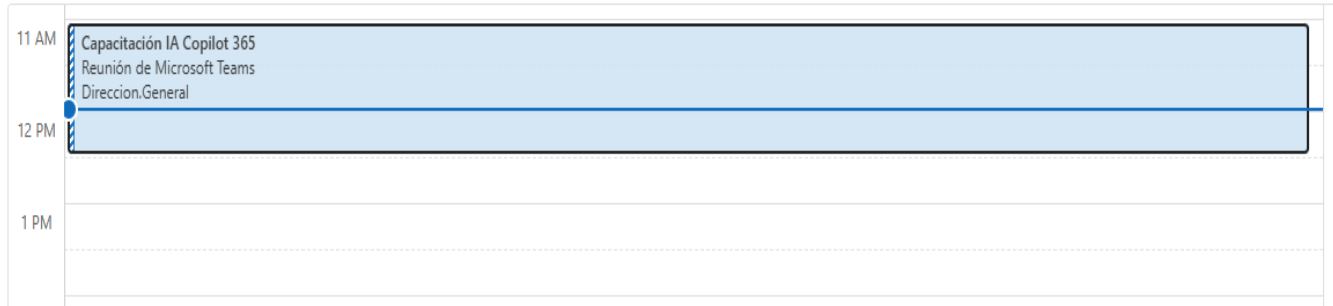 11 AM
Capacitación IA Copilot 365
Reunión de Microsoft Teams
Direccion.General
12 PM
1 PM